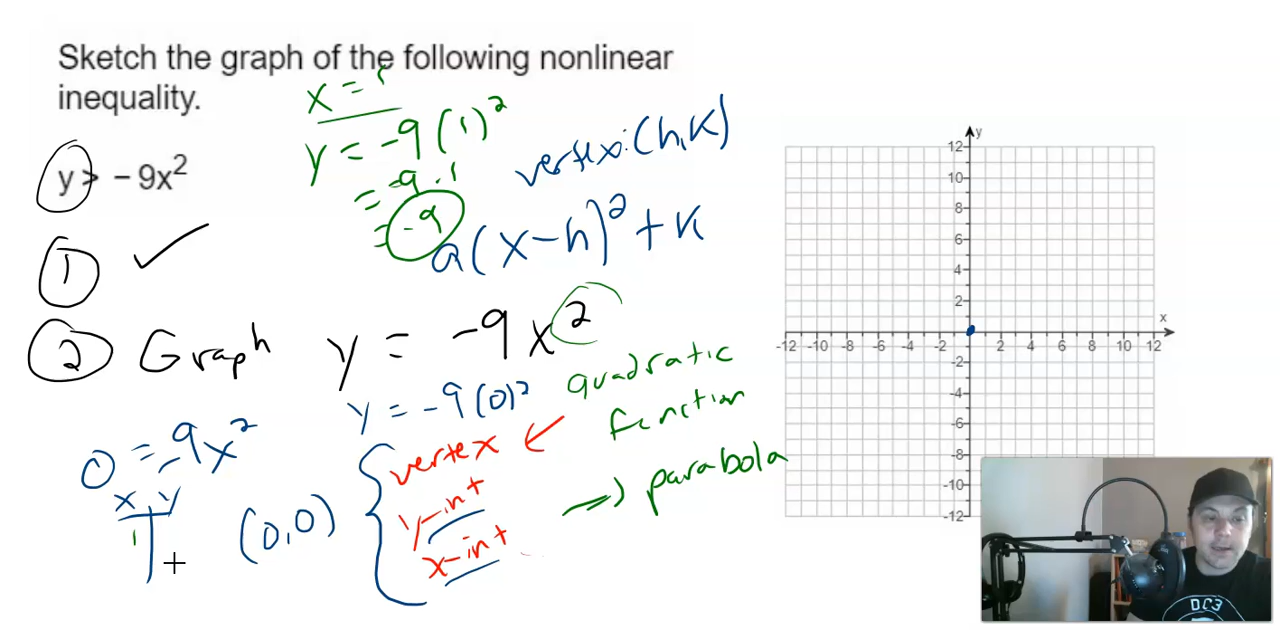 Sketch the graph of the following nonlinear
inequality.
y > - 9x²
x = 1
y = -9(1)²
= -9 · 1
= -9
vertex: (h,k)
a(x-h)² + k
1 ✓
2 Graph y = -9x²
y = -9(0)²
quadratic
function
⇒ parabola
0 = -9x²
x y
1
(0,0)
vertex ←
y-int
x-int
y
12
10
8
6
4
2
x
-12 -10 -8 -6 -4 -2 2 4 6 8 10 12
-2
-4
-6
-8
-10
-12
DC3